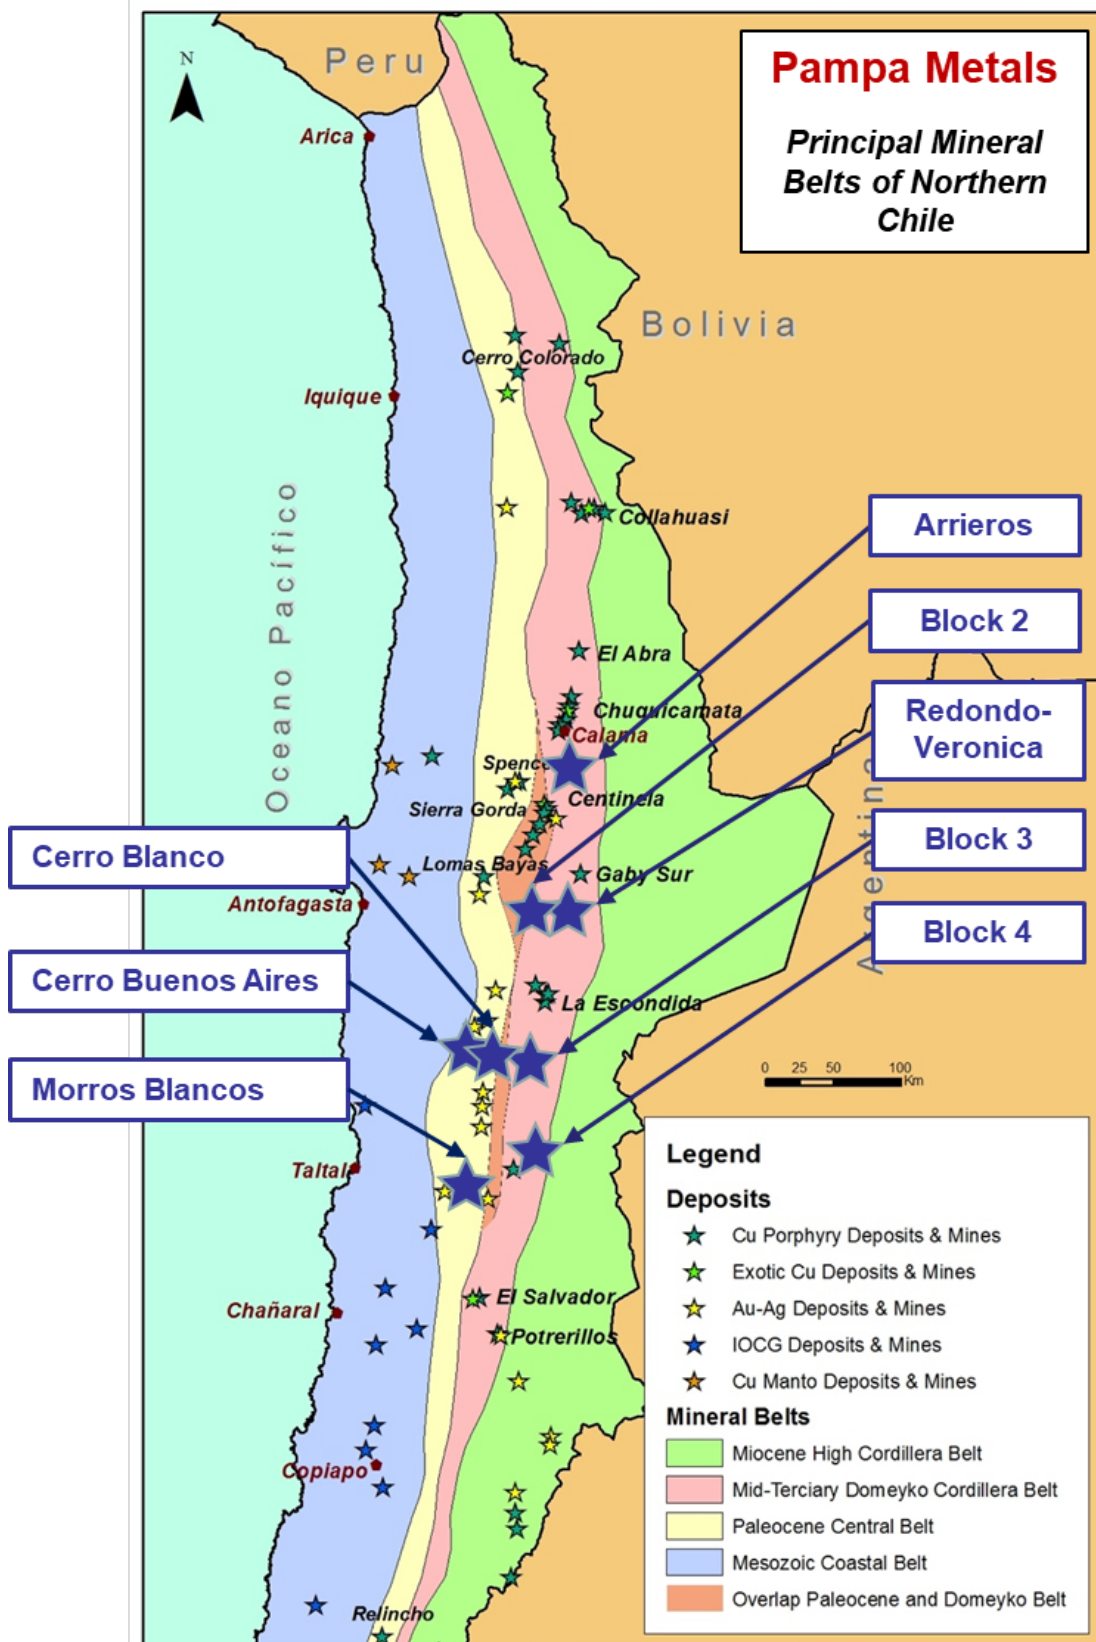 Pampa Metals
Principal Mineral
Belts of Northern
Chile
N
Peru
Arica
Bolivia
Cerro Colorado
Iquique
Oceano Pacífico
Collahuasi
Arrieros
Block 2
El Abra
Redondo-
Veronica
Chuquicamata
Calama
Spence
Centinela
Sierra Gorda
Argentina
Block 3
Cerro Blanco
Lomas Bayas
Gaby Sur
Antofagasta
Block 4
Cerro Buenos Aires
La Escondida
Morros Blancos
0 25 50 100
Km
Taltal
El Salvador
Chañaral
Potrerillos
Copiapo
Relincho
Legend
Deposits
Cu Porphyry Deposits & Mines
Exotic Cu Deposits & Mines
Au-Ag Deposits & Mines
IOCG Deposits & Mines
Cu Manto Deposits & Mines
Mineral Belts
Miocene High Cordillera Belt
Mid-Terciary Domeyko Cordillera Belt
Paleocene Central Belt
Mesozoic Coastal Belt
Overlap Paleocene and Domeyko Belt